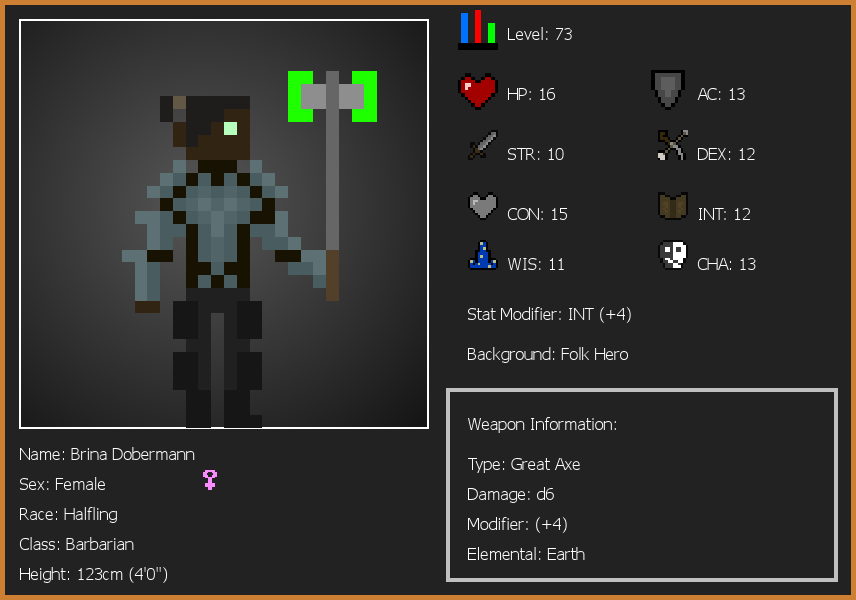 Level: 73
HP: 16
AC: 13
STR: 10
DEX: 12
CON: 15
INT: 12
WIS: 11
CHA: 13
Stat Modifier: INT (+4)
Background: Folk Hero
Weapon Information:
Type: Great Axe
Damage: d6
Modifier: (+4)
Elemental: Earth
Name: Brina Dobermann
Sex: Female
Race: Halfling
Class: Barbarian
Height: 123cm (4'0")